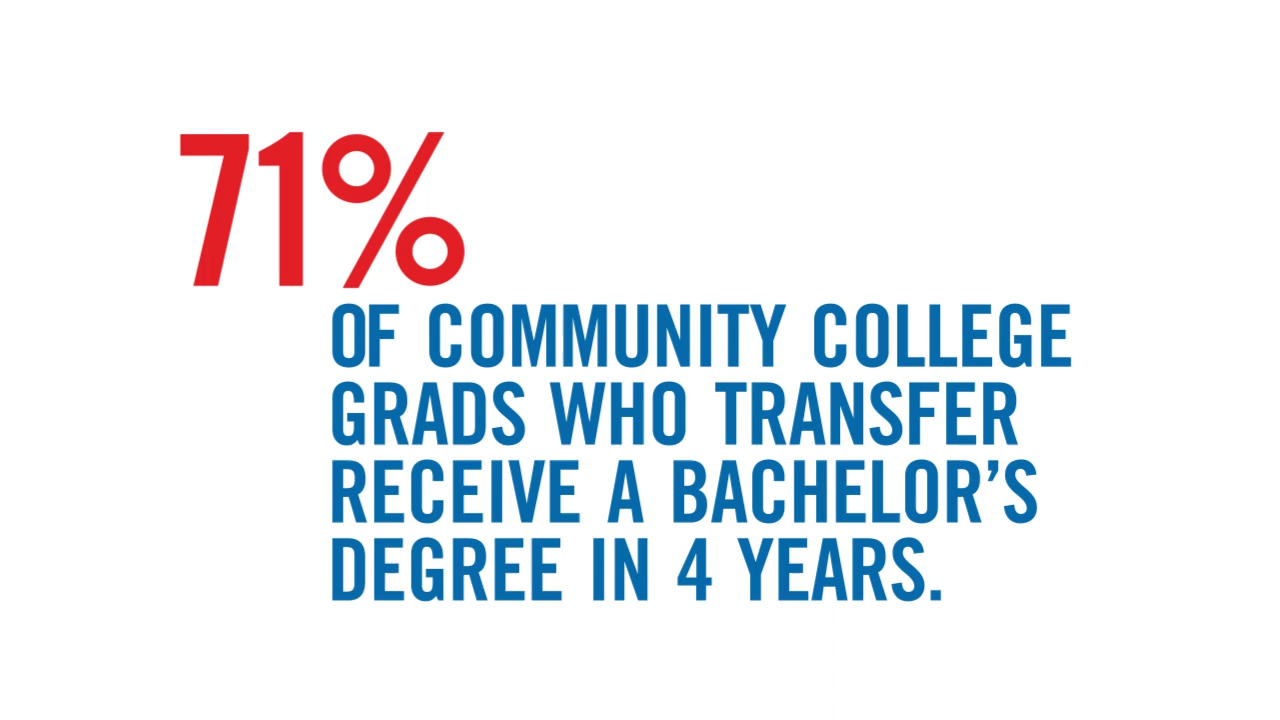 71%
OF COMMUNITY COLLEGE
GRADS WHO TRANSFER
RECEIVE A BACHELOR’S
DEGREE IN 4 YEARS.